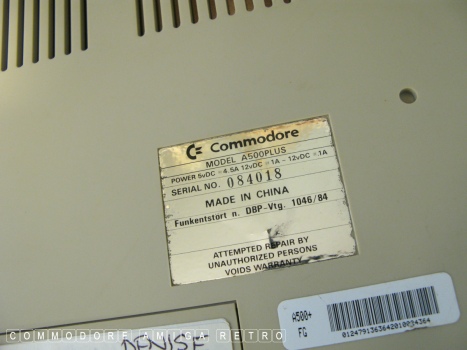 Commodore
MODEL A500PLUS
POWER 5vDC ⎓4.5A 12vDC ⎓1A - 12vDC ⎓.1A
SERIAL NO. 084018
MADE IN CHINA
Funkentstort n. DBP-Vtg. 1046/84
ATTEMPTED REPAIR BY
UNAUTHORIZED PERSONS
VOIDS WARRANTY
A500+
FG
DENISE
COMMODORE AMIGA RETRO